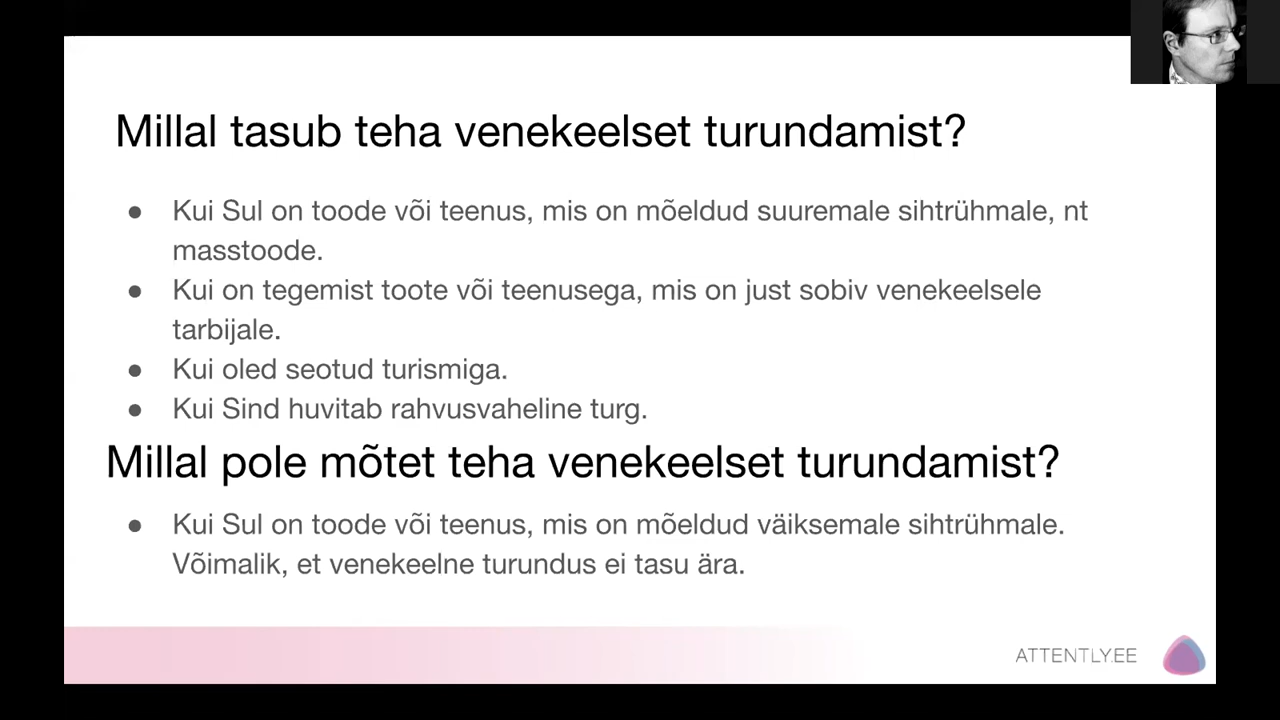 Millal tasub teha venekeelset turundamist?
● Kui Sul on toode või teenus, mis on mõeldud suuremale sihtrühmale, nt
masstoode.
● Kui on tegemist toote või teenusega, mis on just sobiv venekeelsele
tarbijale.
● Kui oled seotud turismiga.
● Kui Sind huvitab rahvusvaheline turg.
Millal pole mõtet teha venekeelset turundamist?
● Kui Sul on toode või teenus, mis on mõeldud väiksemale sihtrühmale.
Võimalik, et venekeelne turundus ei tasu ära.
ATTENTLY.EE